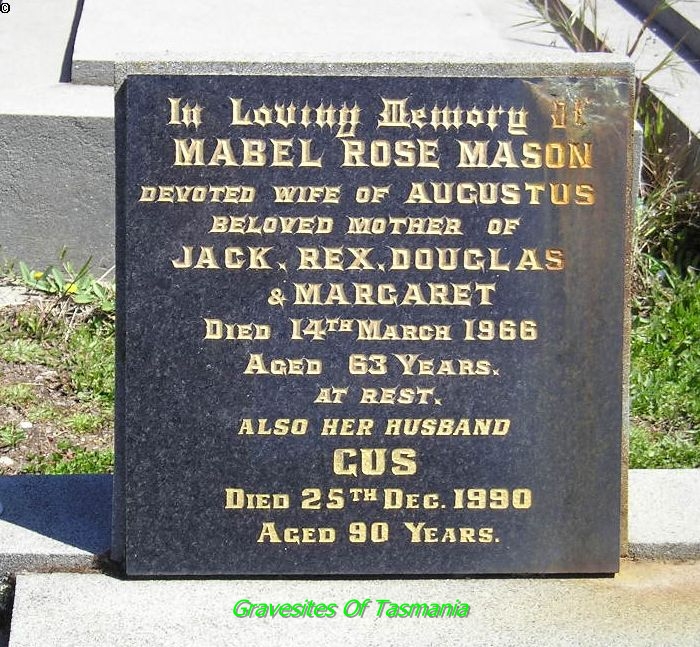 ©
In Loving Memory of
MABEL ROSE MASON
DEVOTED WIFE OF AUGUSTUS
BELOVED MOTHER OF
JACK, REX, DOUGLAS
& MARGARET
DIED 14TH MARCH 1966
AGED 63 YEARS.
AT REST.
ALSO HER HUSBAND
GUS
DIED 25TH DEC. 1990
AGED 90 YEARS.
Gravesites Of Tasmania